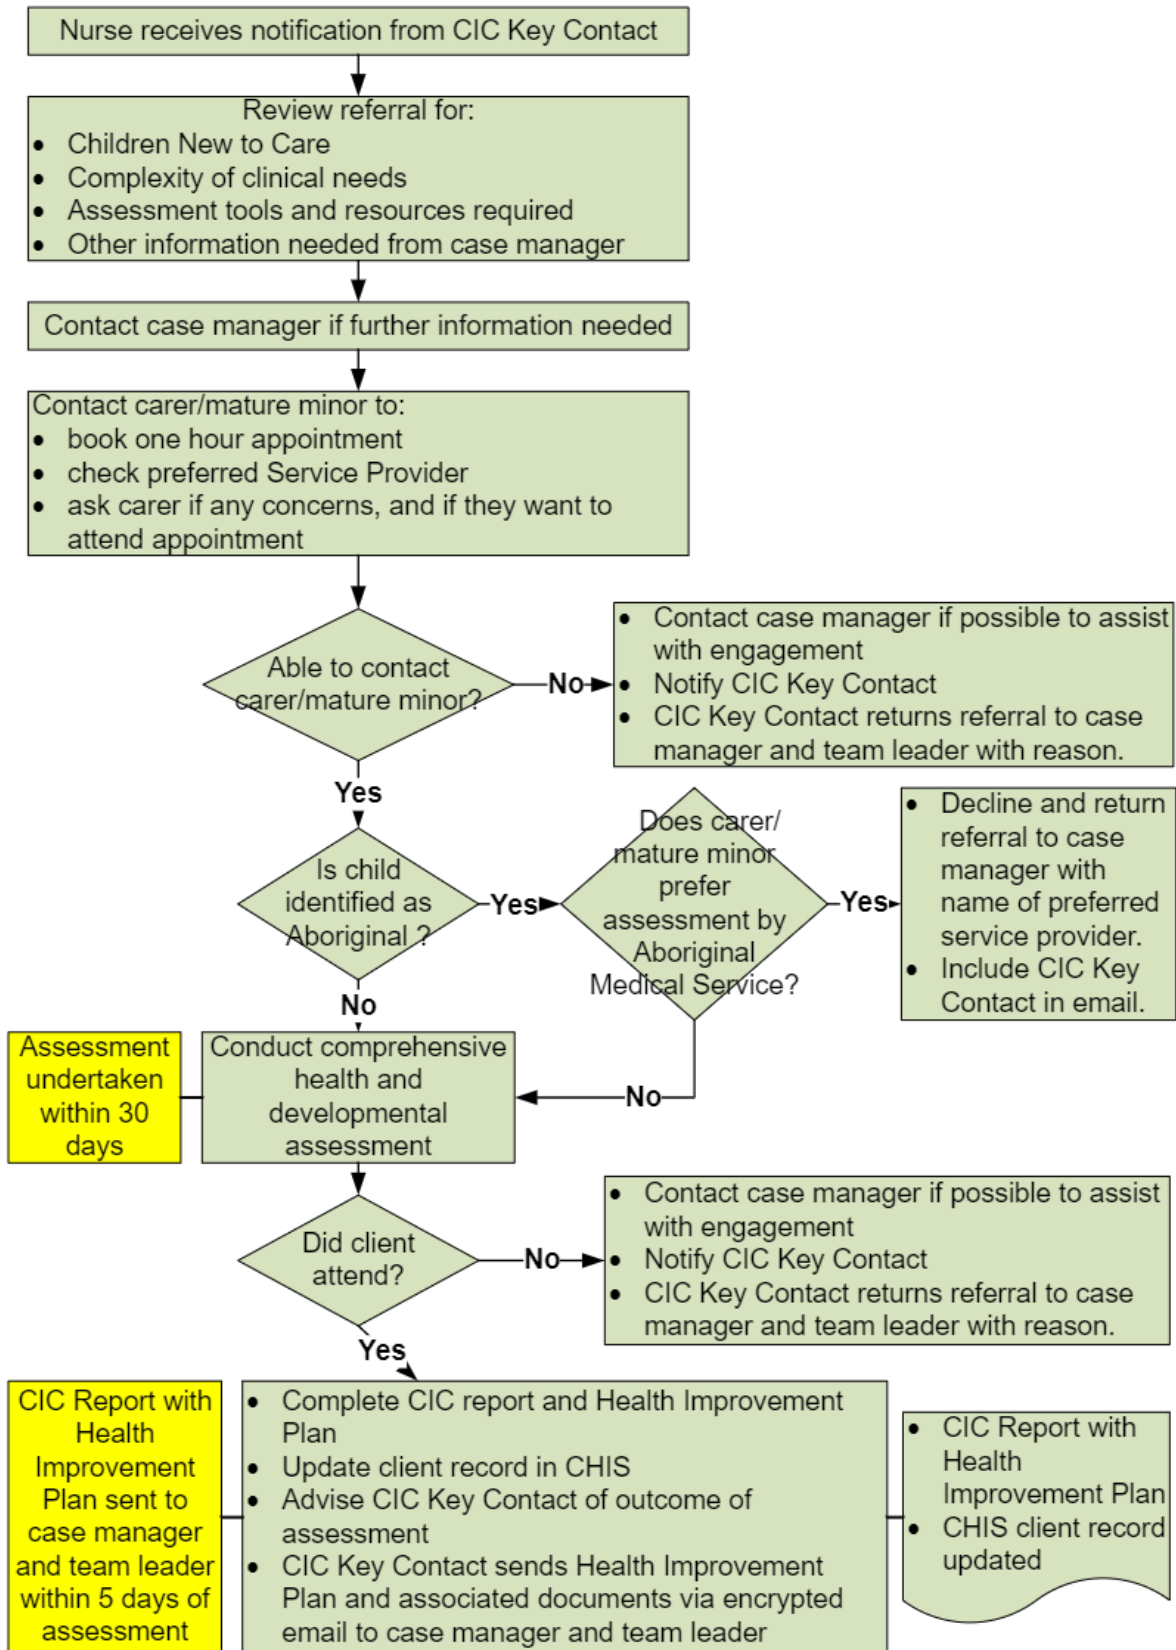 Nurse receives notification from CIC Key Contact
Review referral for:
• Children New to Care
• Complexity of clinical needs
• Assessment tools and resources required
• Other information needed from case manager
Contact case manager if further information needed
Contact carer/mature minor to:
• book one hour appointment
• check preferred Service Provider
• ask carer if any concerns, and if they want to
attend appointment
Able to contact
carer/mature minor?
No
• Contact case manager if possible to assist
with engagement
• Notify CIC Key Contact
• CIC Key Contact returns referral to case
manager and team leader with reason.
Yes
Is child
identified as
Aboriginal ?
Yes
Does carer/
mature minor
prefer
assessment by
Aboriginal
Medical Service?
Yes
• Decline and return
referral to case
manager with
name of preferred
service provider.
• Include CIC Key
Contact in email.
No
No
Assessment
undertaken
within 30
days
Conduct comprehensive
health and
developmental
assessment
Did client
attend?
No
• Contact case manager if possible to assist
with engagement
• Notify CIC Key Contact
• CIC Key Contact returns referral to case
manager and team leader with reason.
Yes
CIC Report with
Health
Improvement
Plan sent to
case manager
and team leader
within 5 days of
assessment
• Complete CIC report and Health Improvement
Plan
• Update client record in CHIS
• Advise CIC Key Contact of outcome of
assessment
• CIC Key Contact sends Health Improvement
Plan and associated documents via encrypted
email to case manager and team leader
• CIC Report with
Health
Improvement Plan
• CHIS client record
updated